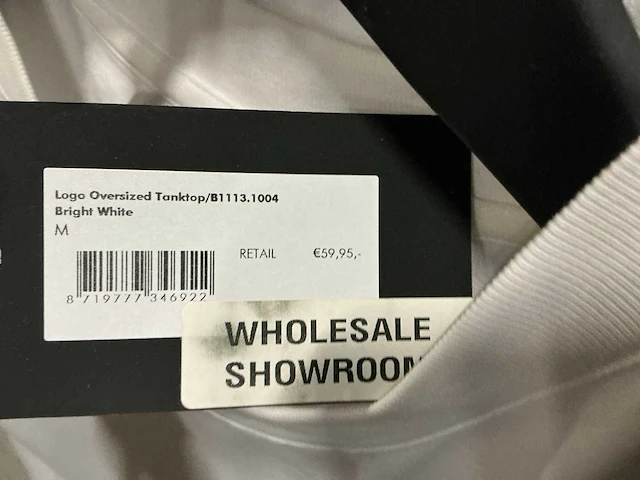 Logo Oversized Tanktop/B1113.1004
Bright White
M
RETAIL €59,95,-
8 719777 346922
WHOLESALE
SHOWROOM